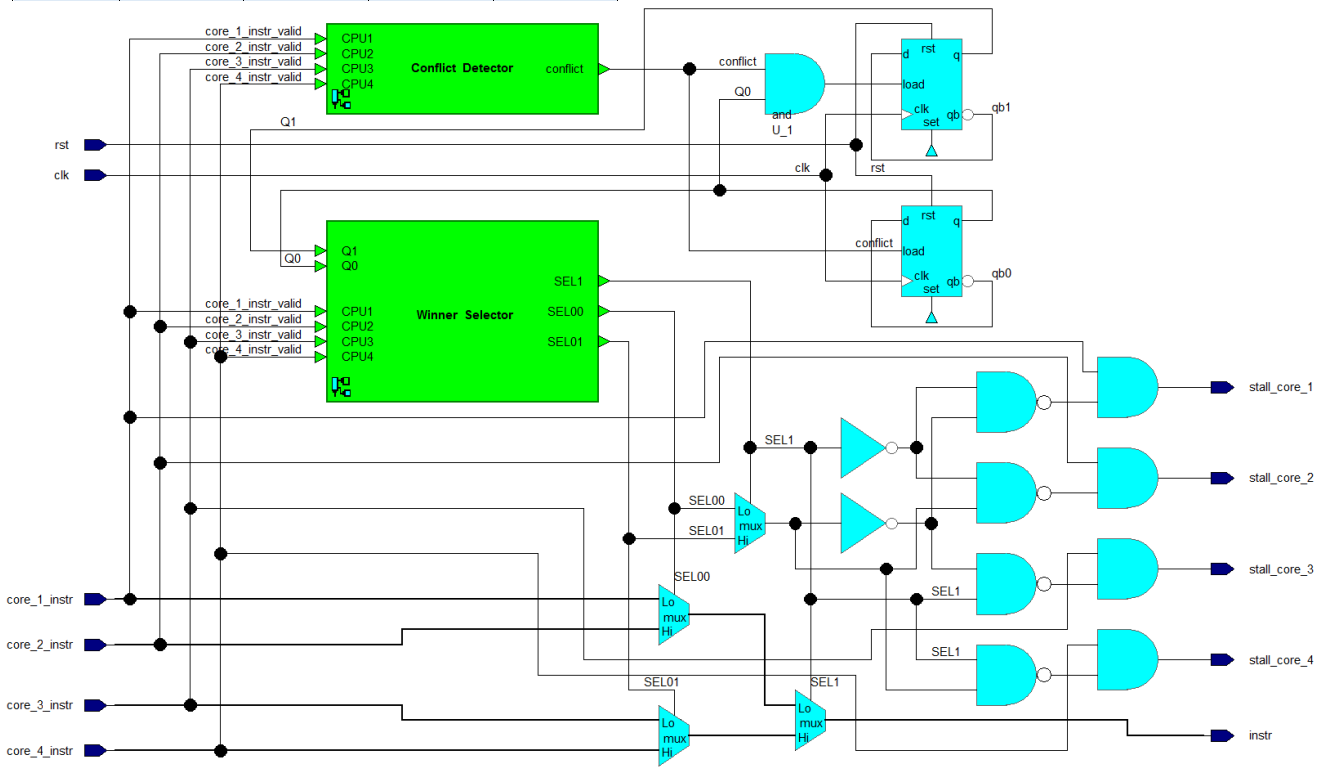 core_1_instr_valid
core_2_instr_valid
core_3_instr_valid
core_4_instr_valid
CPU1
CPU2
CPU3
CPU4
Conflict Detector
conflict
conflict
Q0
and
U_1
rst
d
q
load
clk
set
qb
qb1
Q1
rst
clk
clk
rst
d
rst
q
conflict
load
clk
set
qb
qb0
Q0
Q1
Q0
SEL1
core_1_instr_valid
core_2_instr_valid
core_3_instr_valid
core_4_instr_valid
CPU1
CPU2
CPU3
CPU4
Winner Selector
SEL00
SEL01
stall_core_1
SEL1
stall_core_2
SEL00
SEL01
Lo
mux
Hi
stall_core_3
SEL00
SEL1
core_1_instr
Lo
mux
Hi
core_2_instr
SEL1
stall_core_4
SEL01
SEL1
core_3_instr
Lo
mux
Hi
Lo
mux
Hi
instr
core_4_instr